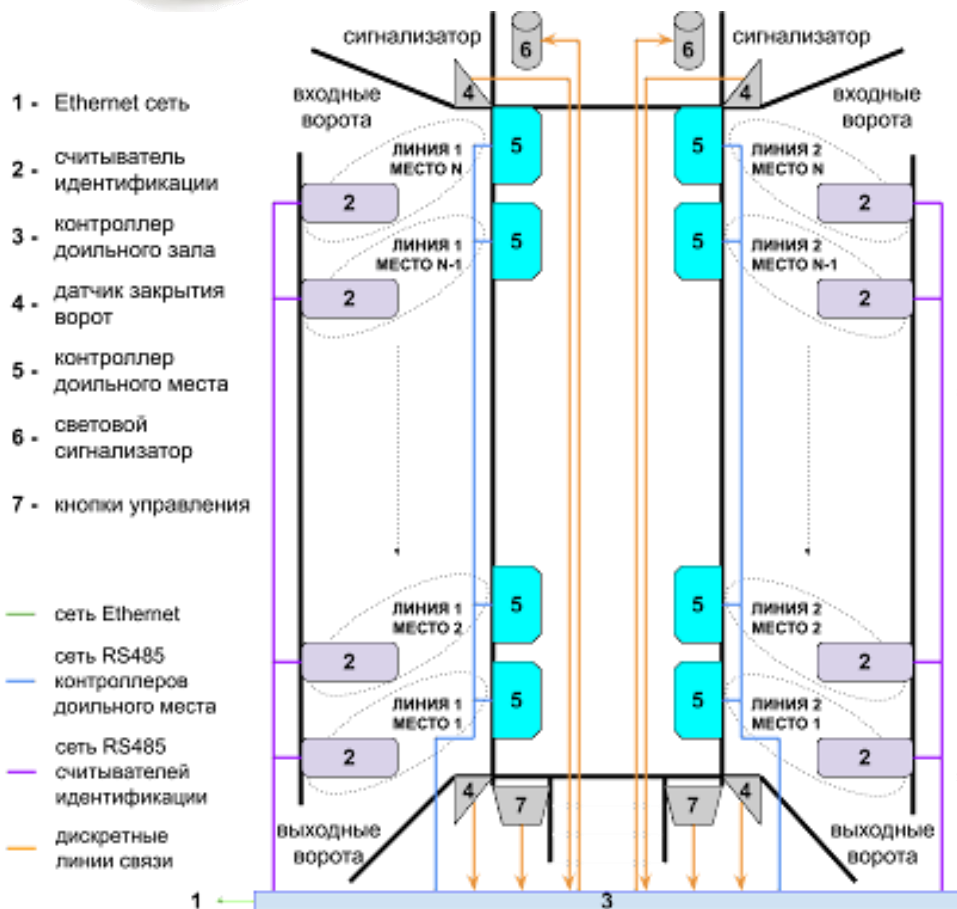 1 - Ethernet сеть
2 - считыватель
идентификации
3 - контроллер
доильного зала
4 - датчик закрытия
ворот
5 - контроллер
доильного места
6 - световой
сигнализатор
7 - кнопки управления
сеть Ethernet
сеть RS485
контроллеров
доильного места
сеть RS485
считывателей
идентификации
дискретные
линии связи
сигнализатор
6
6
сигнализатор
4
4
входные
ворота
входные
ворота
ЛИНИЯ 1
МЕСТО N
5
5
ЛИНИЯ 2
МЕСТО N
2
2
ЛИНИЯ 1
МЕСТО N-1
5
5
ЛИНИЯ 2
МЕСТО N-1
2
2
ЛИНИЯ 1
МЕСТО 2
5
5
ЛИНИЯ 2
МЕСТО 2
2
2
ЛИНИЯ 1
МЕСТО 1
5
5
ЛИНИЯ 2
МЕСТО 1
2
2
4
7
7
4
выходные
ворота
выходные
ворота
1
3